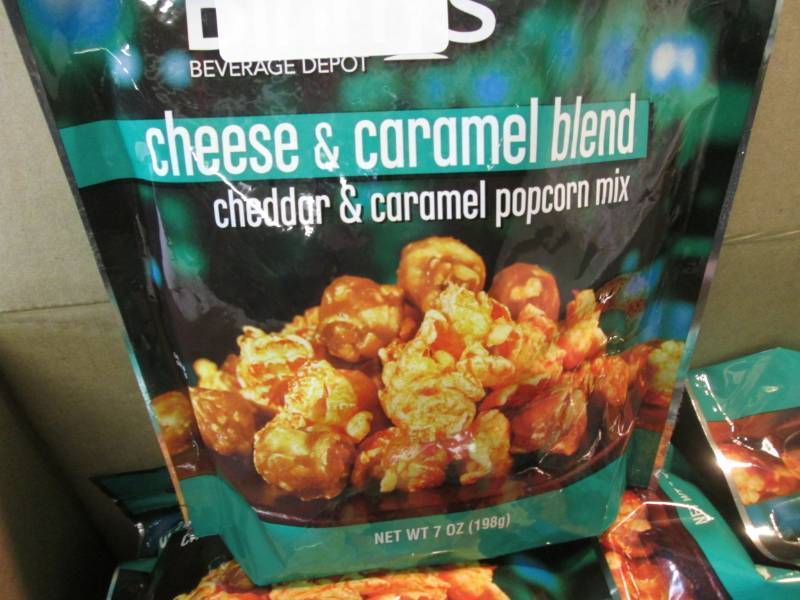 BEVERAGE DEPOT
cheese & caramel blend
cheddar & caramel popcorn mix
NET WT 7 OZ (198g)